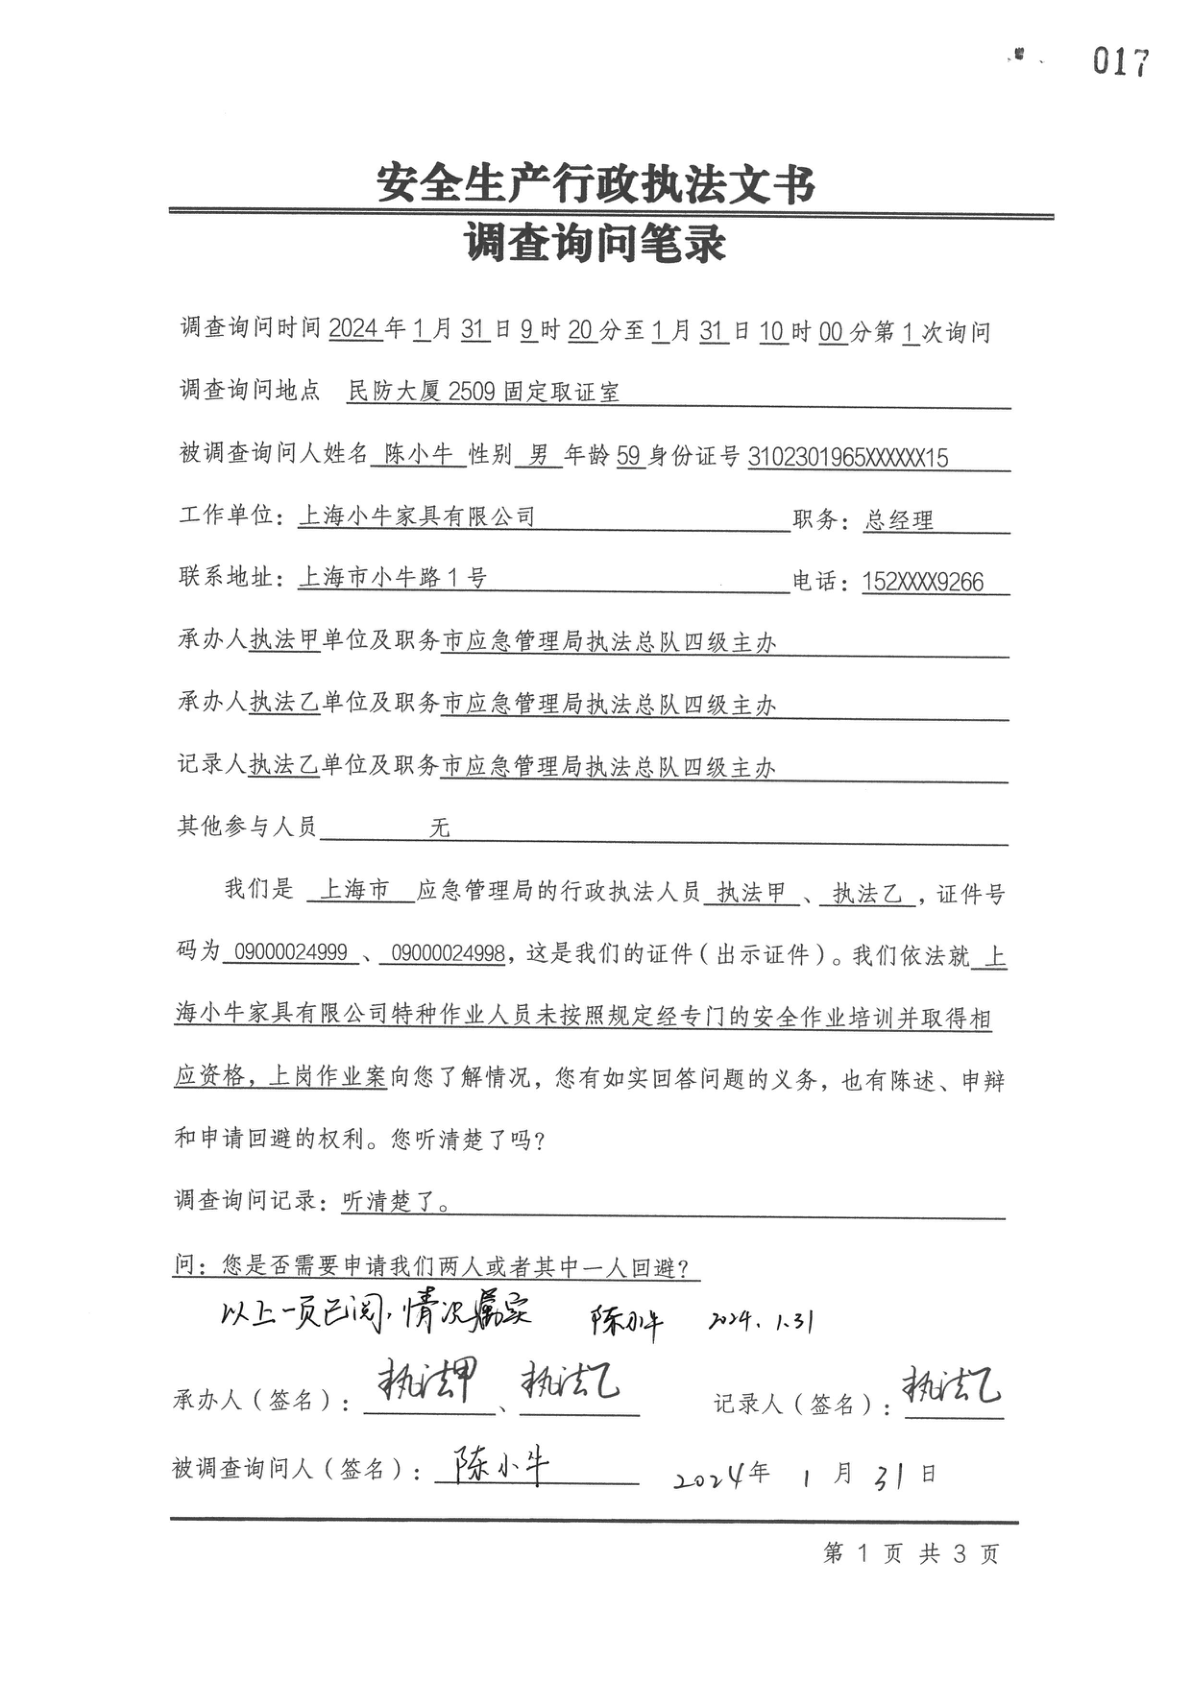 017
安全生产行政执法文书
调查询问笔录
调查询问时间 2024 年 1 月 31 日 9 时 20 分至 1 月 31 日 10 时 00 分第 1 次询问
调查询问地点 民防大厦 2509 固定取证室
被调查询问人姓名 陈小牛 性别 男 年龄 59 身份证号 3102301965XXXXXX15
工作单位：上海小牛家具有限公司 职务：总经理
联系地址：上海市小牛路 1 号 电话：152XXXX9266
承办人执法甲单位及职务市应急管理局执法总队四级主办
承办人执法乙单位及职务市应急管理局执法总队四级主办
记录人执法乙单位及职务市应急管理局执法总队四级主办
其他参与人员 无
我们是 上海市 应急管理局的行政执法人员 执法甲 、 执法乙 ，证件号
码为 09000024999 、 09000024998，这是我们的证件（出示证件）。我们依法就 上
海小牛家具有限公司特种作业人员未按照规定经专门的安全作业培训并取得相
应资格，上岗作业案向您了解情况，您有如实回答问题的义务，也有陈述、申辩
和申请回避的权利。您听清楚了吗？
调查询问记录：听清楚了。
问：您是否需要申请我们两人或者其中一人回避？
以上一页已阅，情况属实 陈小牛 2024.1.31
承办人（签名）：执法甲、执法乙 记录人（签名）：执法乙
被调查询问人（签名）：陈小牛 2024年 1 月 31 日
第 1 页 共 3 页